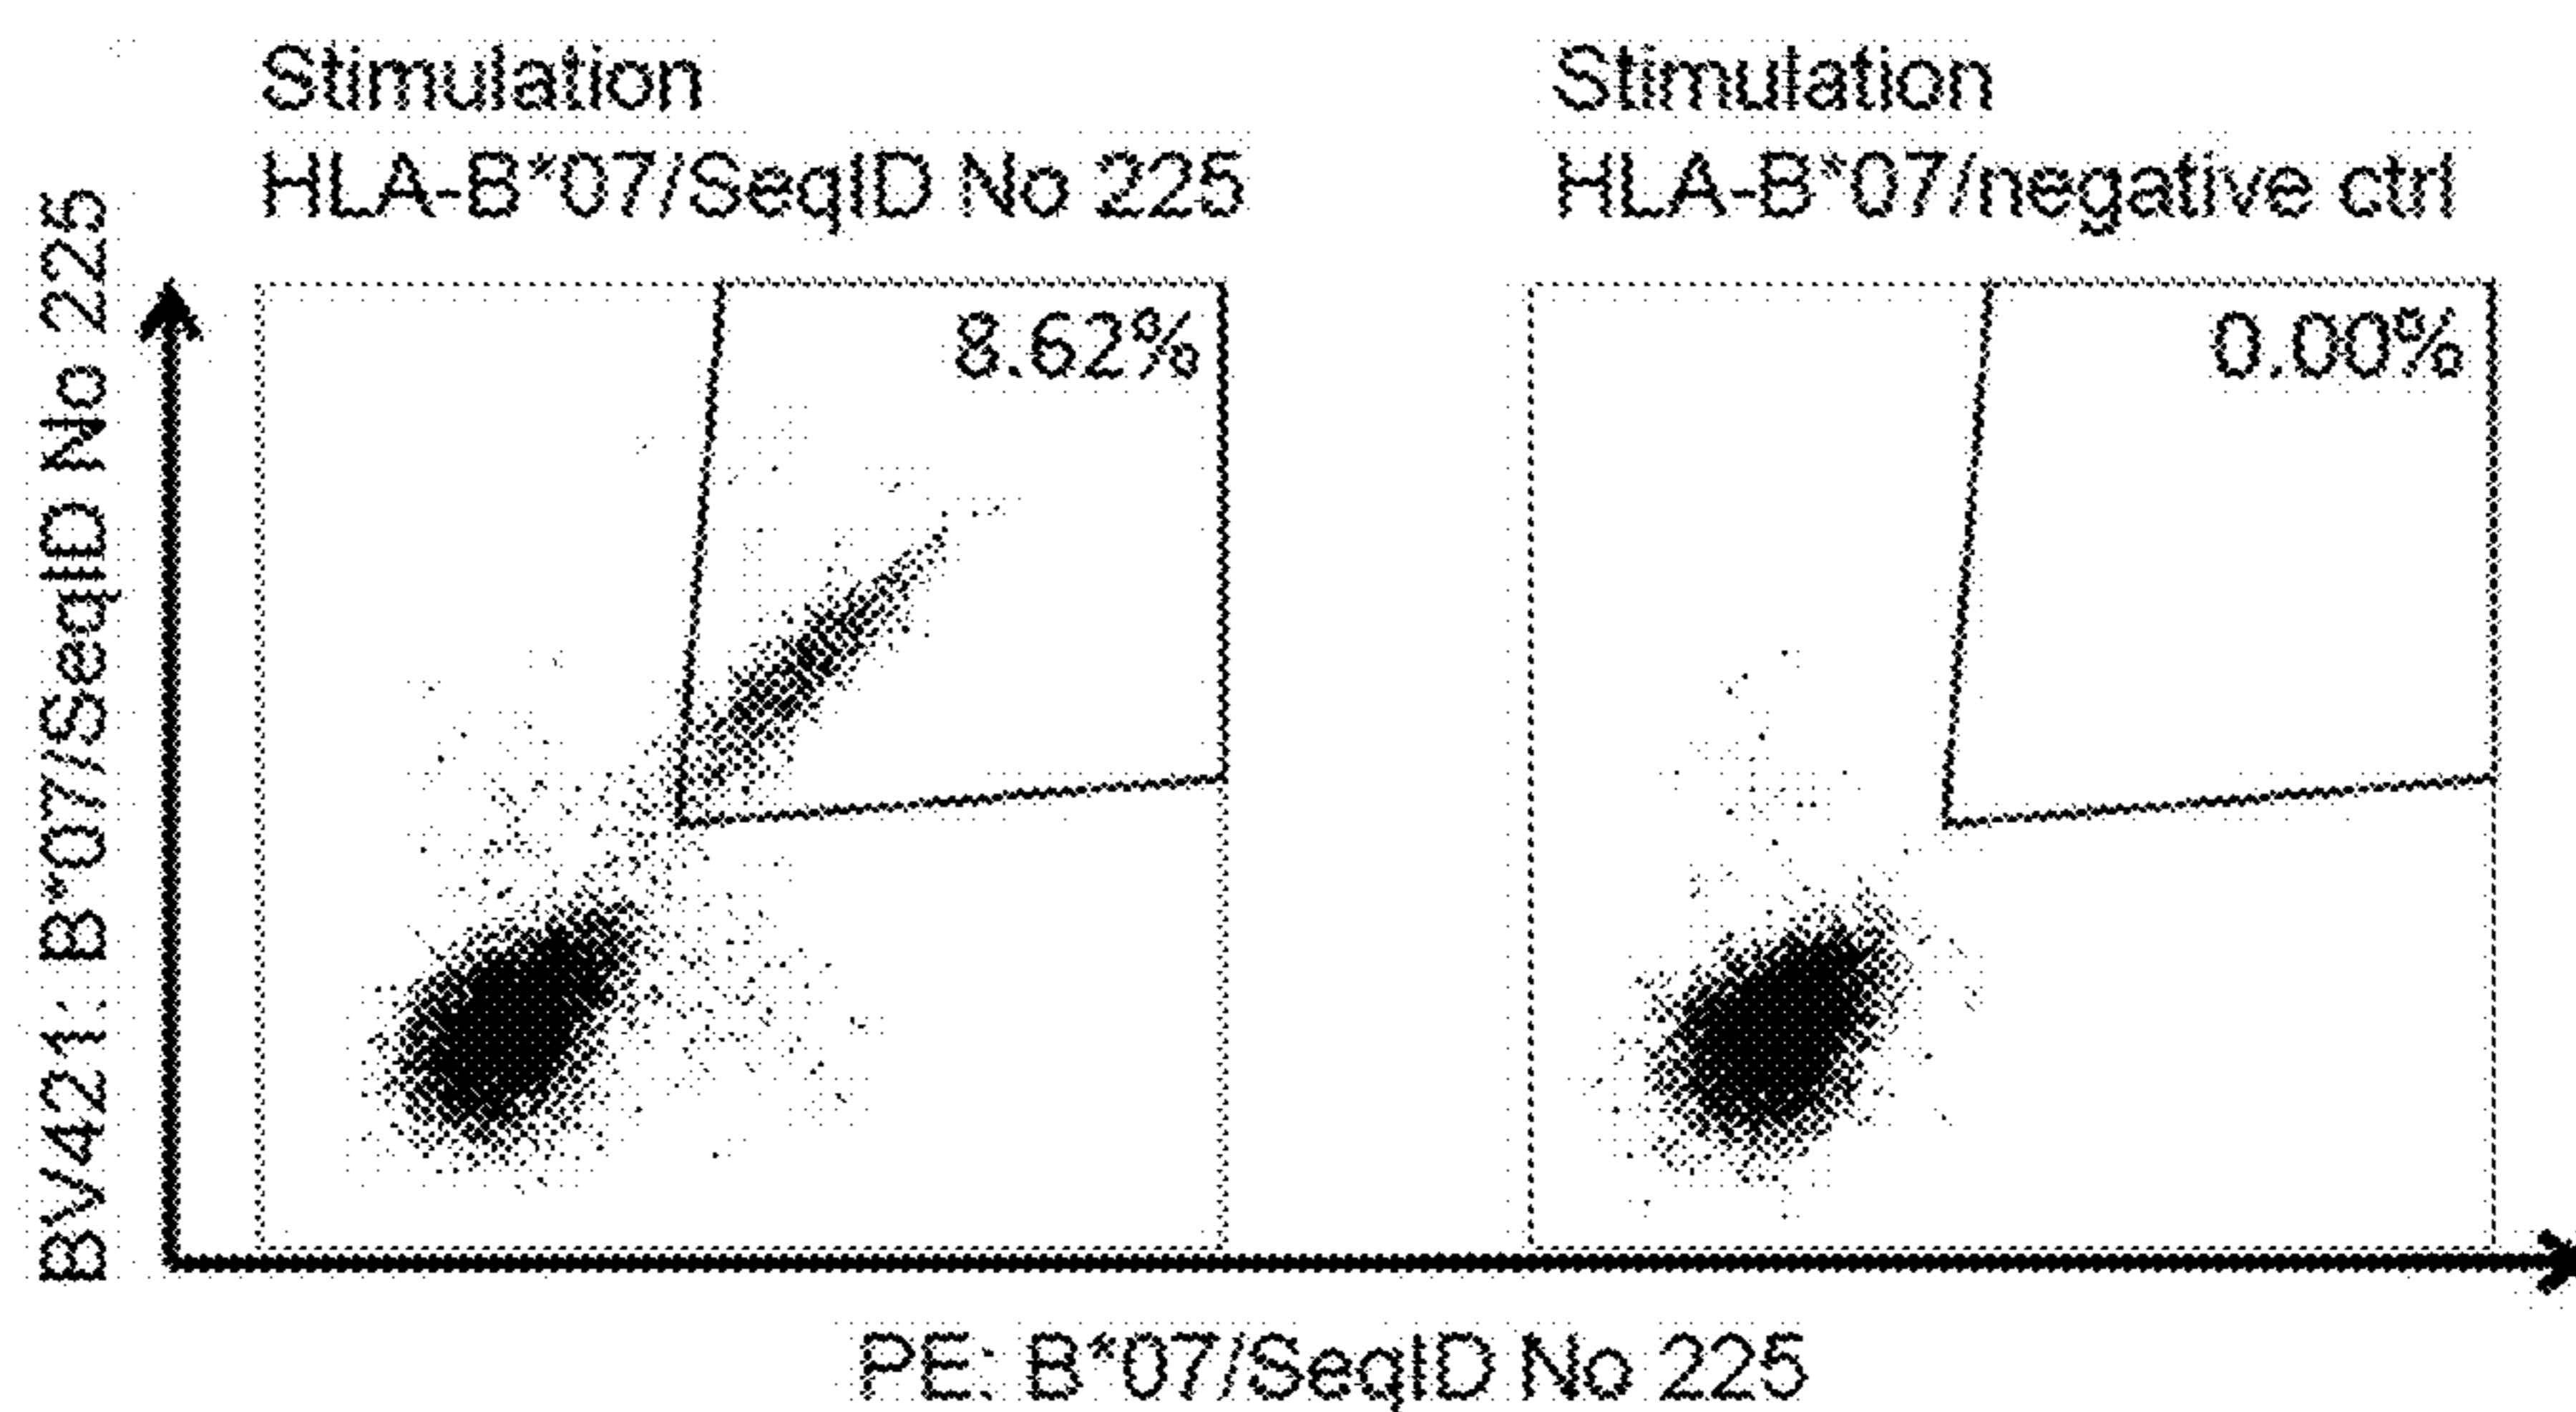 Stimulation
HLA-B*07/SeqID No 225
Stimulation
HLA-B*07/negative ctrl
BV421: B*07/SeqID No 225
8.62%
0.00%
PE: B*07/SeqID No 225